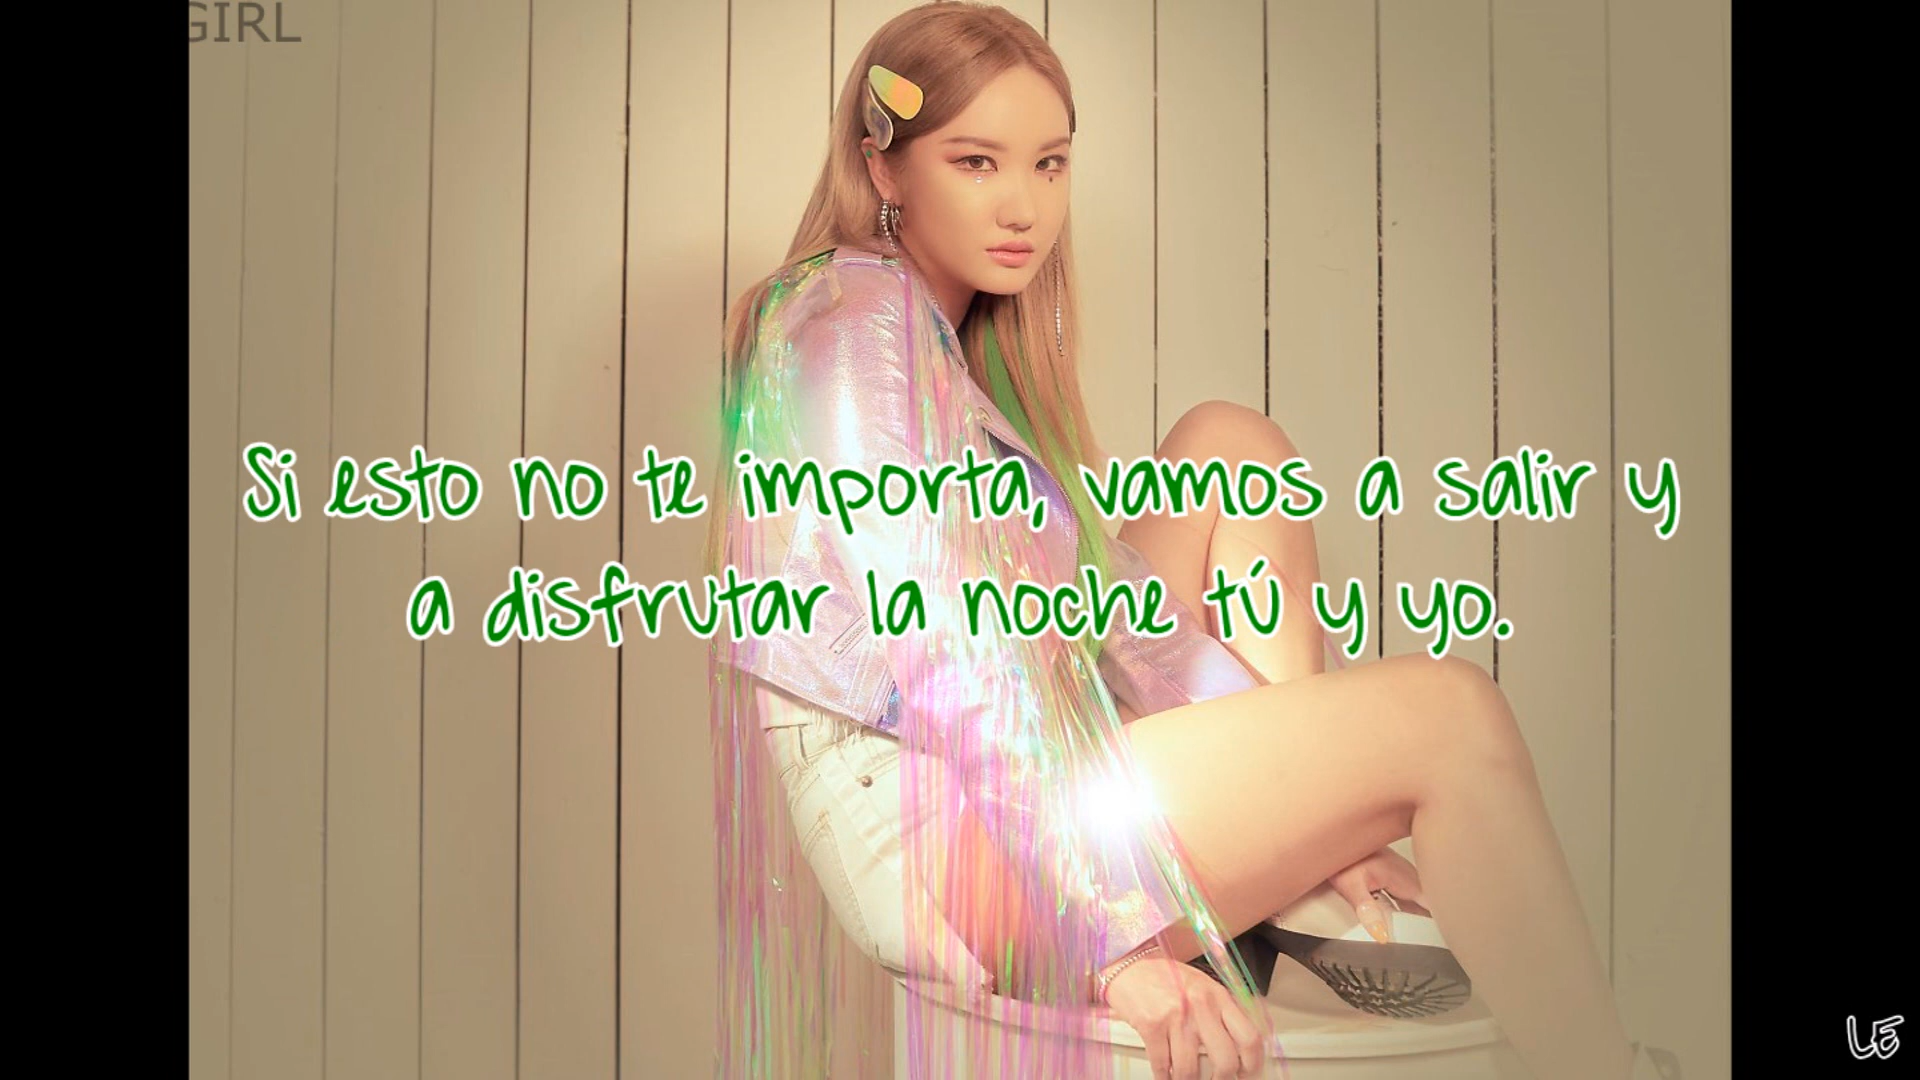 GIRL
Si esto no te importa, vamos a salir y
a disfrutar la noche tú y yo.
LE